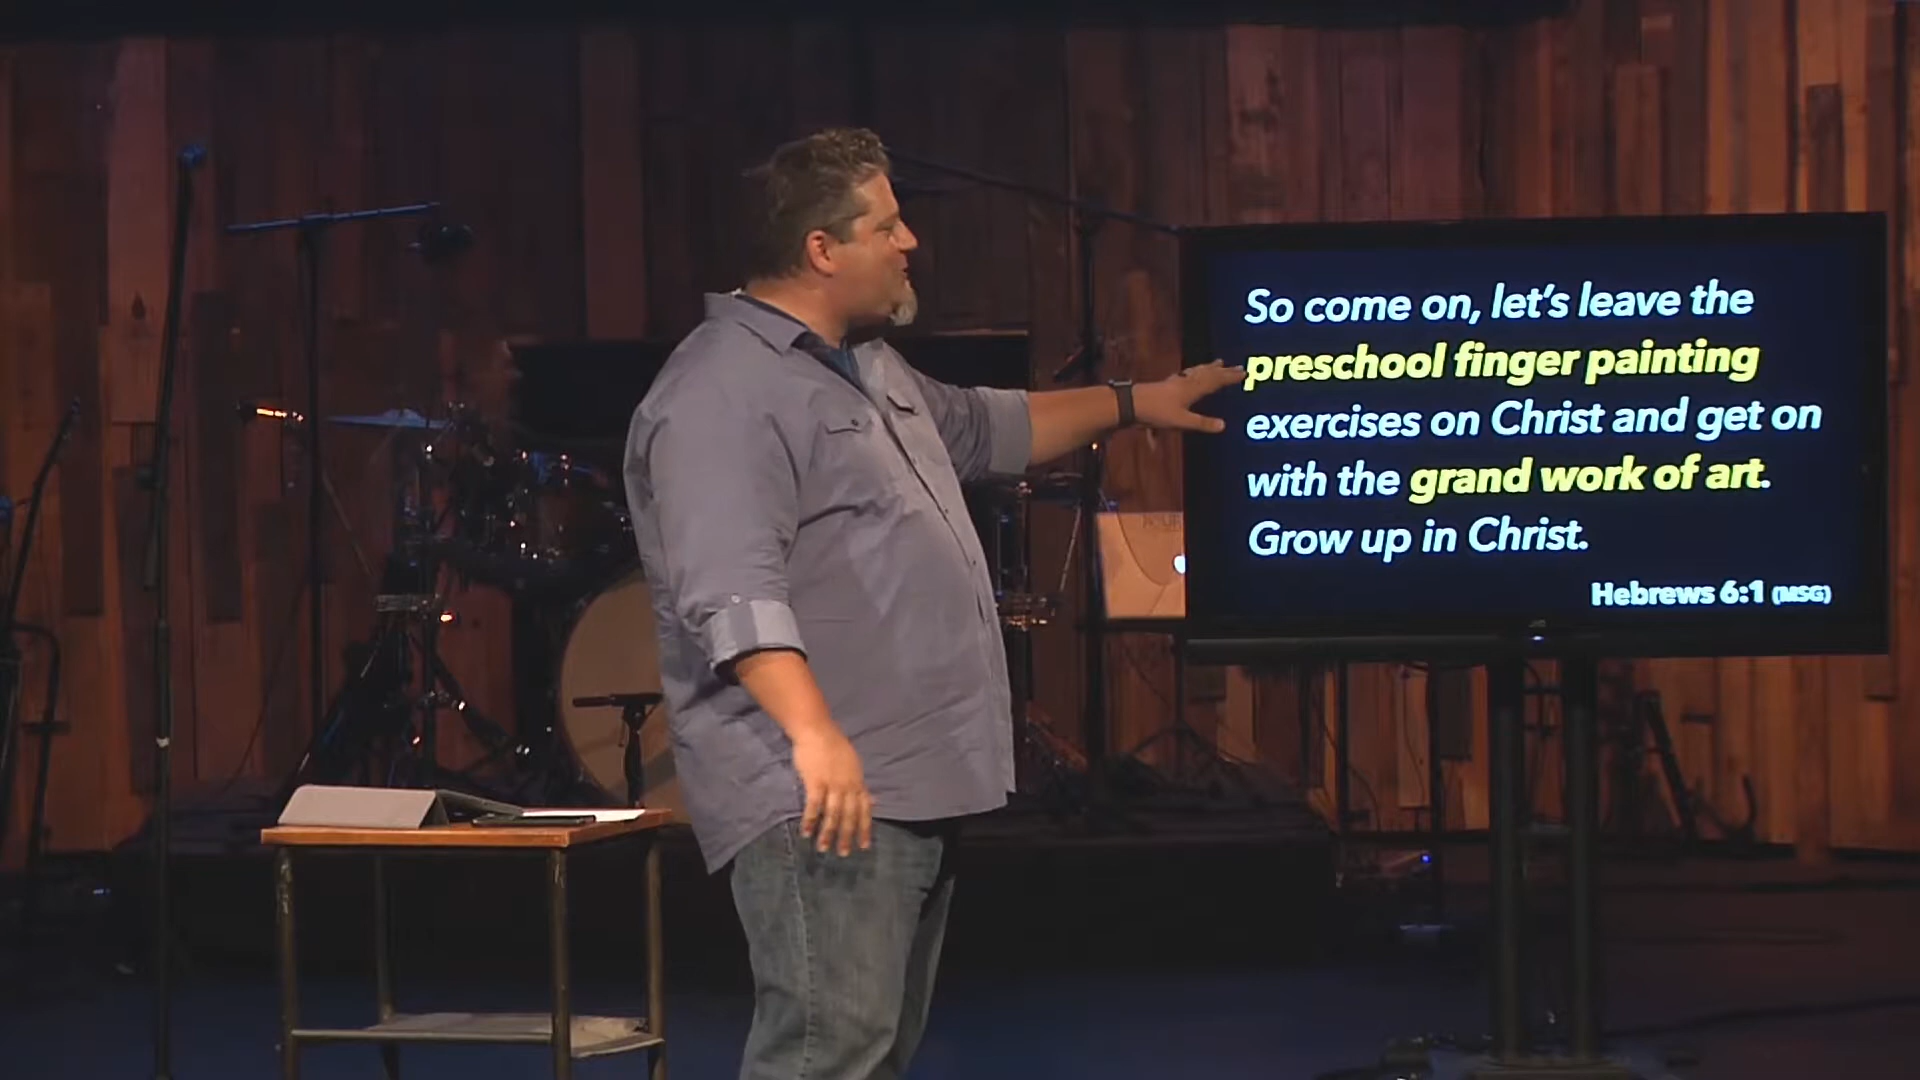 So come on, let's leave the
preschool finger painting
exercises on Christ and get on
with the grand work of art.
Grow up in Christ.
Hebrews 6:1 (MSG)